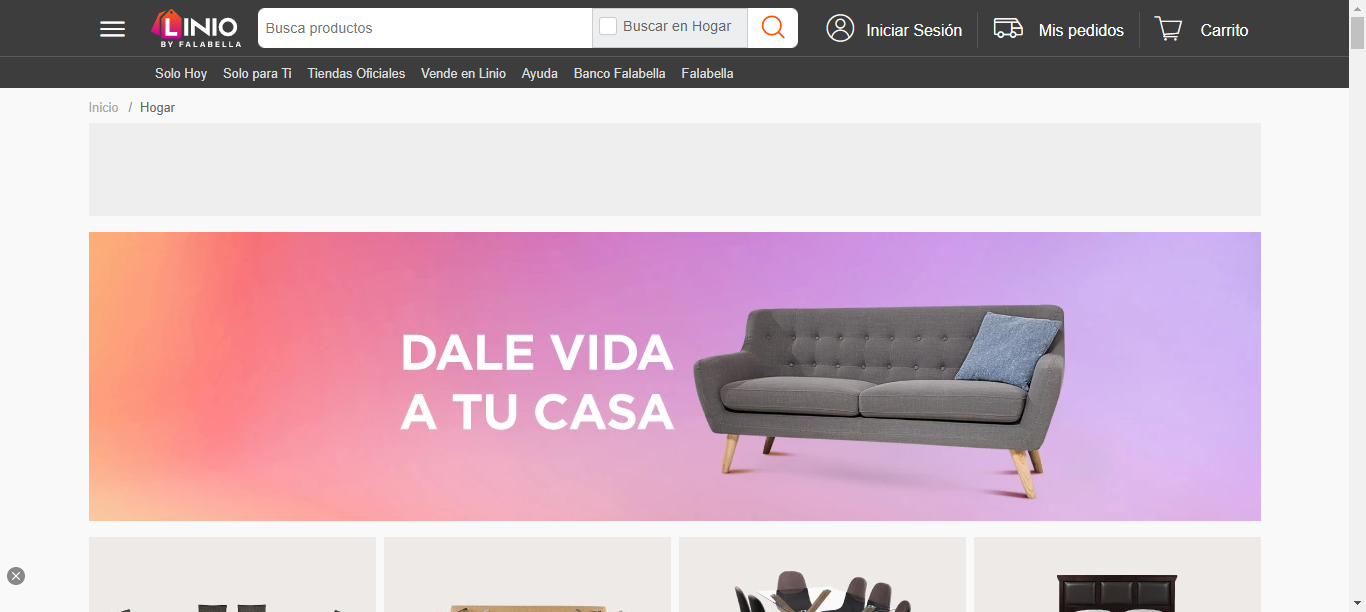 LINIO
BY FALABELLA
Busca productos
Buscar en Hogar
Iniciar Sesión
Mis pedidos
Carrito
Solo Hoy
Solo para Ti
Tiendas Oficiales
Vende en Linio
Ayuda
Banco Falabella
Falabella
Inicio / Hogar
DALE VIDA
A TU CASA